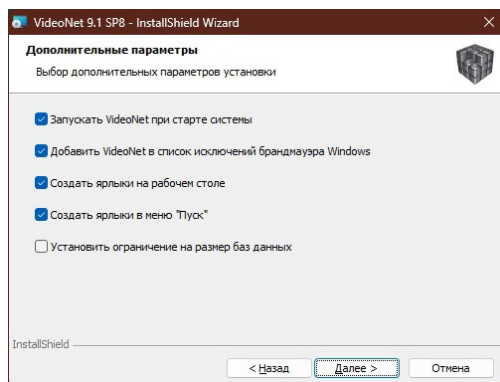 VideoNet 9.1 SP8 - InstallShield Wizard
Дополнительные параметры
Выбор дополнительных параметров установки
Запускать VideoNet при старте системы
Добавить VideoNet в список исключений брандмауэра Windows
Создать ярлыки на рабочем столе
Создать ярлыки в меню "Пуск"
Установить ограничение на размер баз данных
InstallShield
< Назад Далее > Отмена